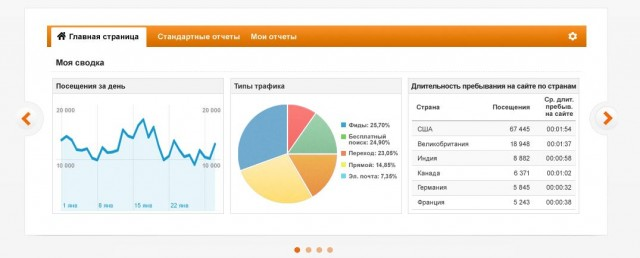 Главная страница
Стандартные отчеты
Мои отчеты
Моя сводка
Посещения за день
20 000
20 000
10 000
10 000
1 янв
8 янв
15 янв
22 янв
Типы трафика
Фиды: 25,70%
Бесплатный
поиск: 24,90%
Переход: 23,05%
Прямой: 14,85%
Эл. почта: 7,35%
Длительность пребывания на сайте по странам
Страна
Посещения
Ср. длит.
пребыв.
на сайте
США 67 445 00:01:54
Великобритания 18 948 00:01:37
Индия 8 882 00:00:58
Канада 6 371 00:01:02
Германия 5 845 00:00:32
Франция 5 243 00:00:38